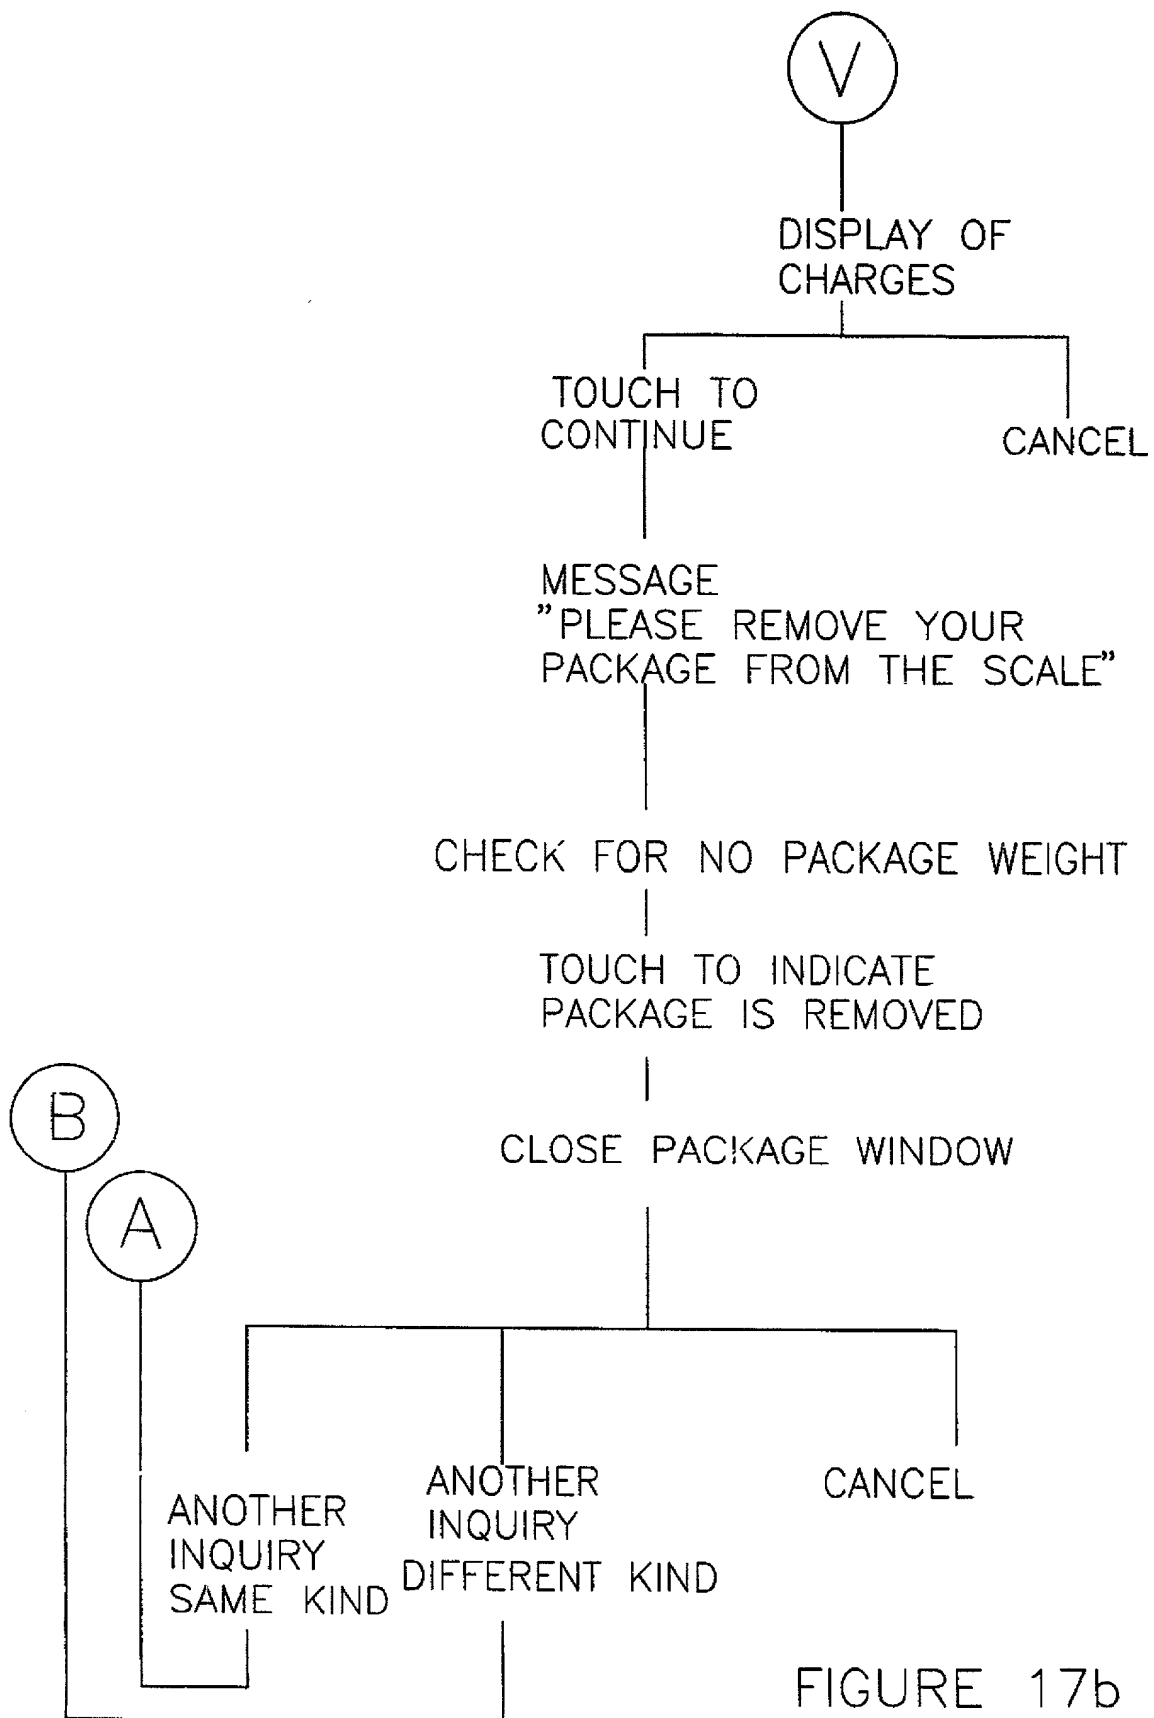 V
DISPLAY OF
CHARGES
TOUCH TO
CONTINUE
CANCEL
MESSAGE
"PLEASE REMOVE YOUR
PACKAGE FROM THE SCALE"
CHECK FOR NO PACKAGE WEIGHT
TOUCH TO INDICATE
PACKAGE IS REMOVED
B
CLOSE PACKAGE WINDOW
A
ANOTHER
INQUIRY
SAME KIND
ANOTHER
INQUIRY
DIFFERENT KIND
CANCEL
FIGURE 17b